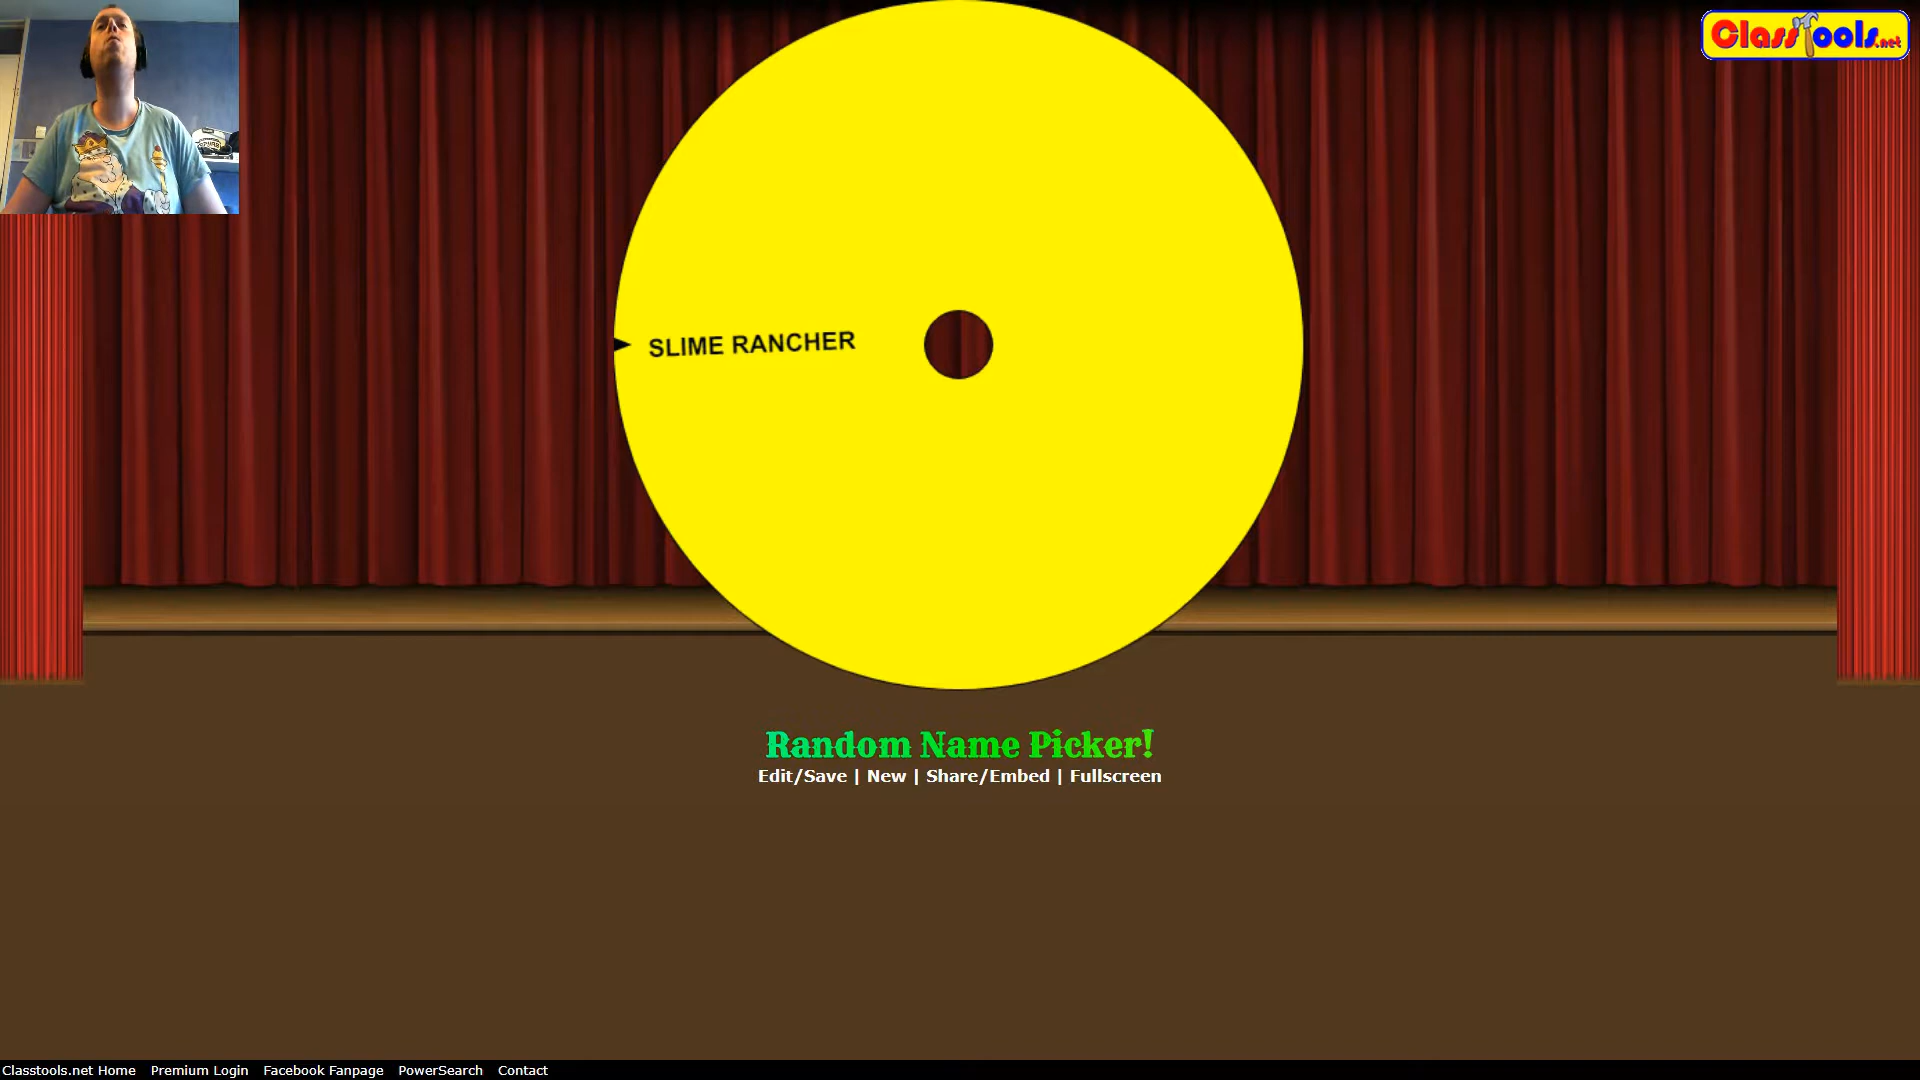 ClassTools.net
SLIME RANCHER
Random Name Picker!
Edit/Save | New | Share/Embed | Fullscreen
Classtools.net Home Premium Login Facebook Fanpage PowerSearch Contact